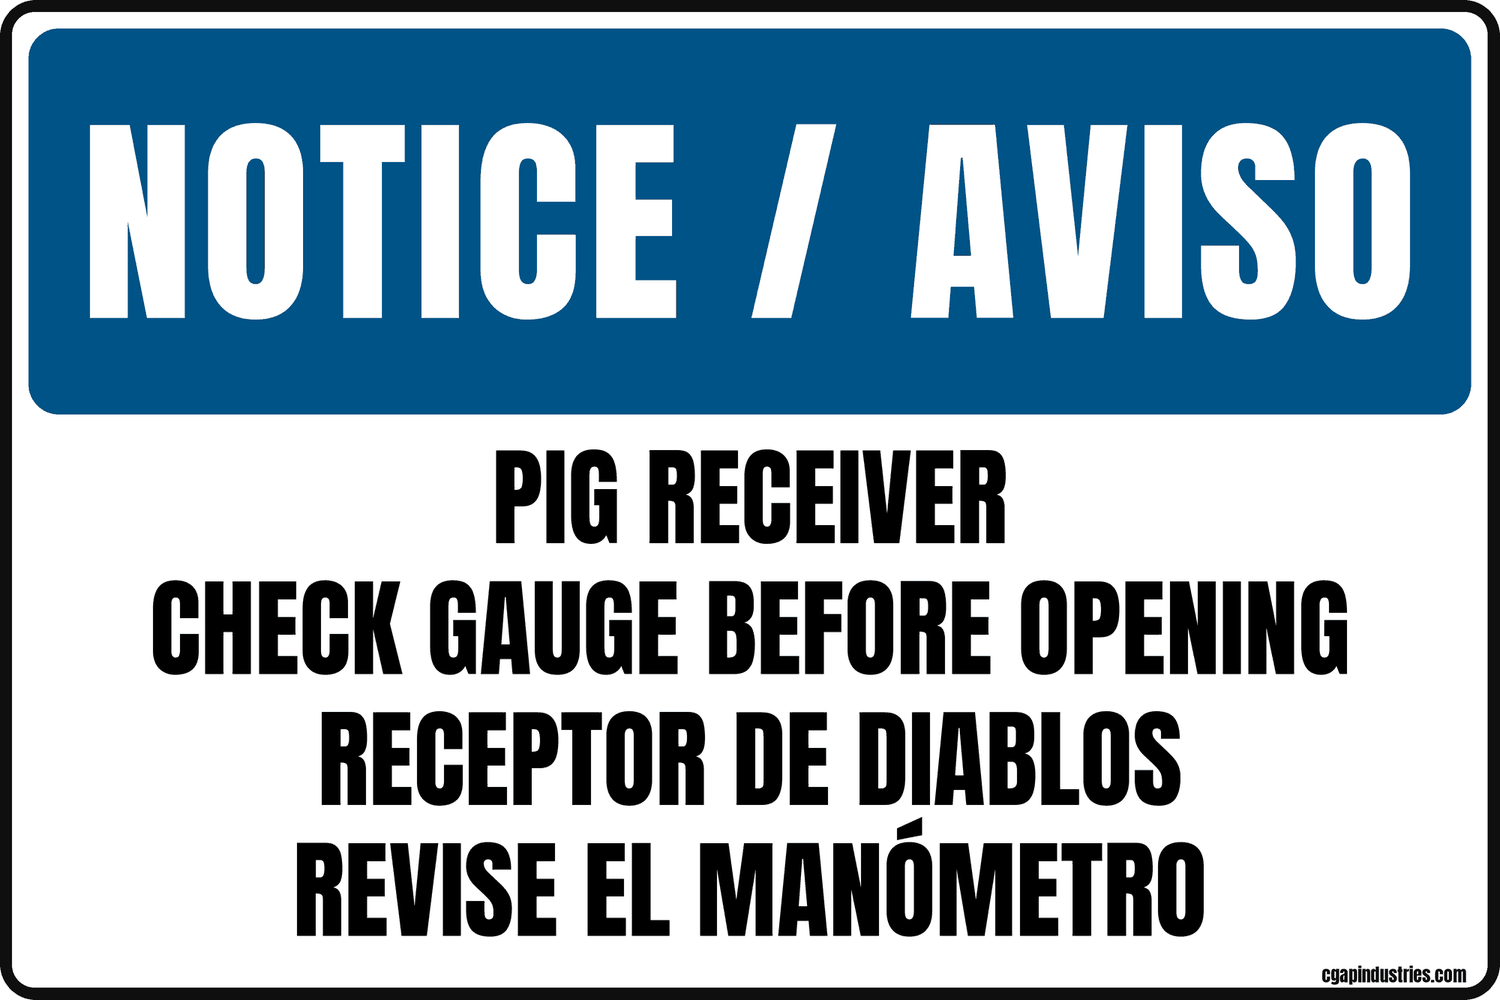 NOTICE / AVISO
PIG RECEIVER
CHECK GAUGE BEFORE OPENING
RECEPTOR DE DIABLOS
REVISE EL MANÓMETRO
cgapindustries.com